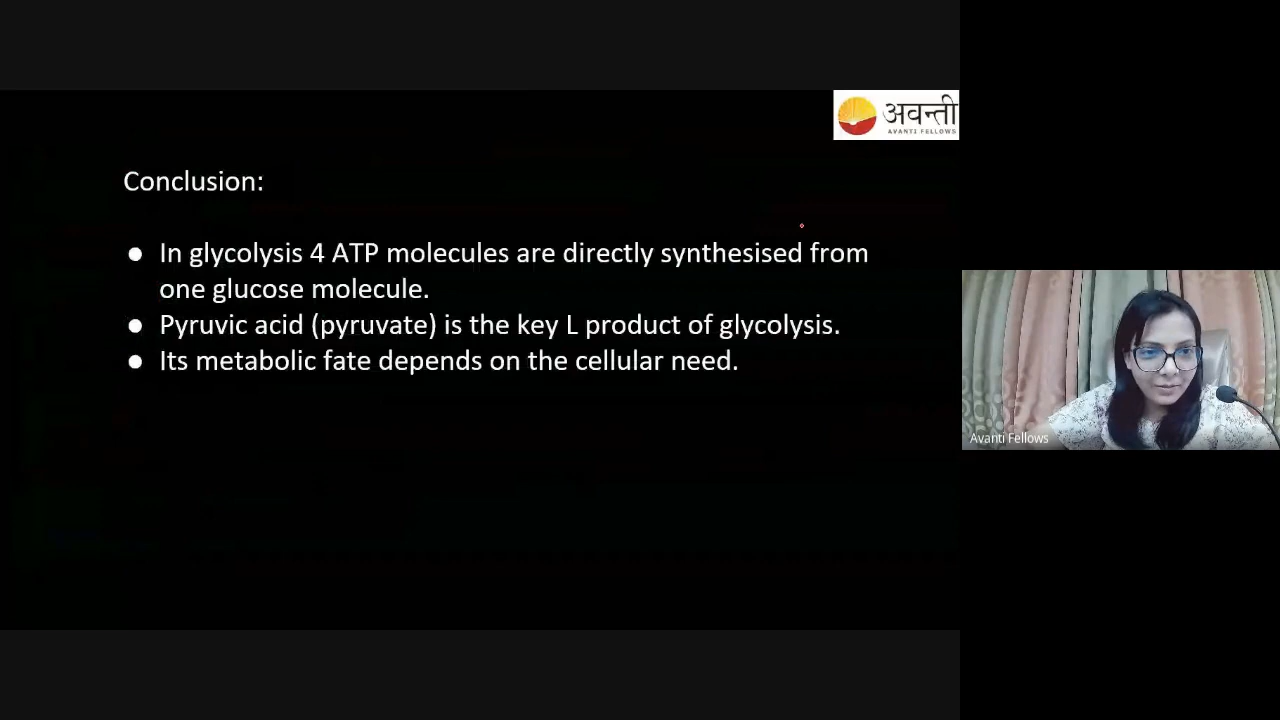 अवन्ती
AVANTI FELLOWS
Conclusion:
● In glycolysis 4 ATP molecules are directly synthesised from
one glucose molecule.
● Pyruvic acid (pyruvate) is the key L product of glycolysis.
● Its metabolic fate depends on the cellular need.
Avanti Fellows